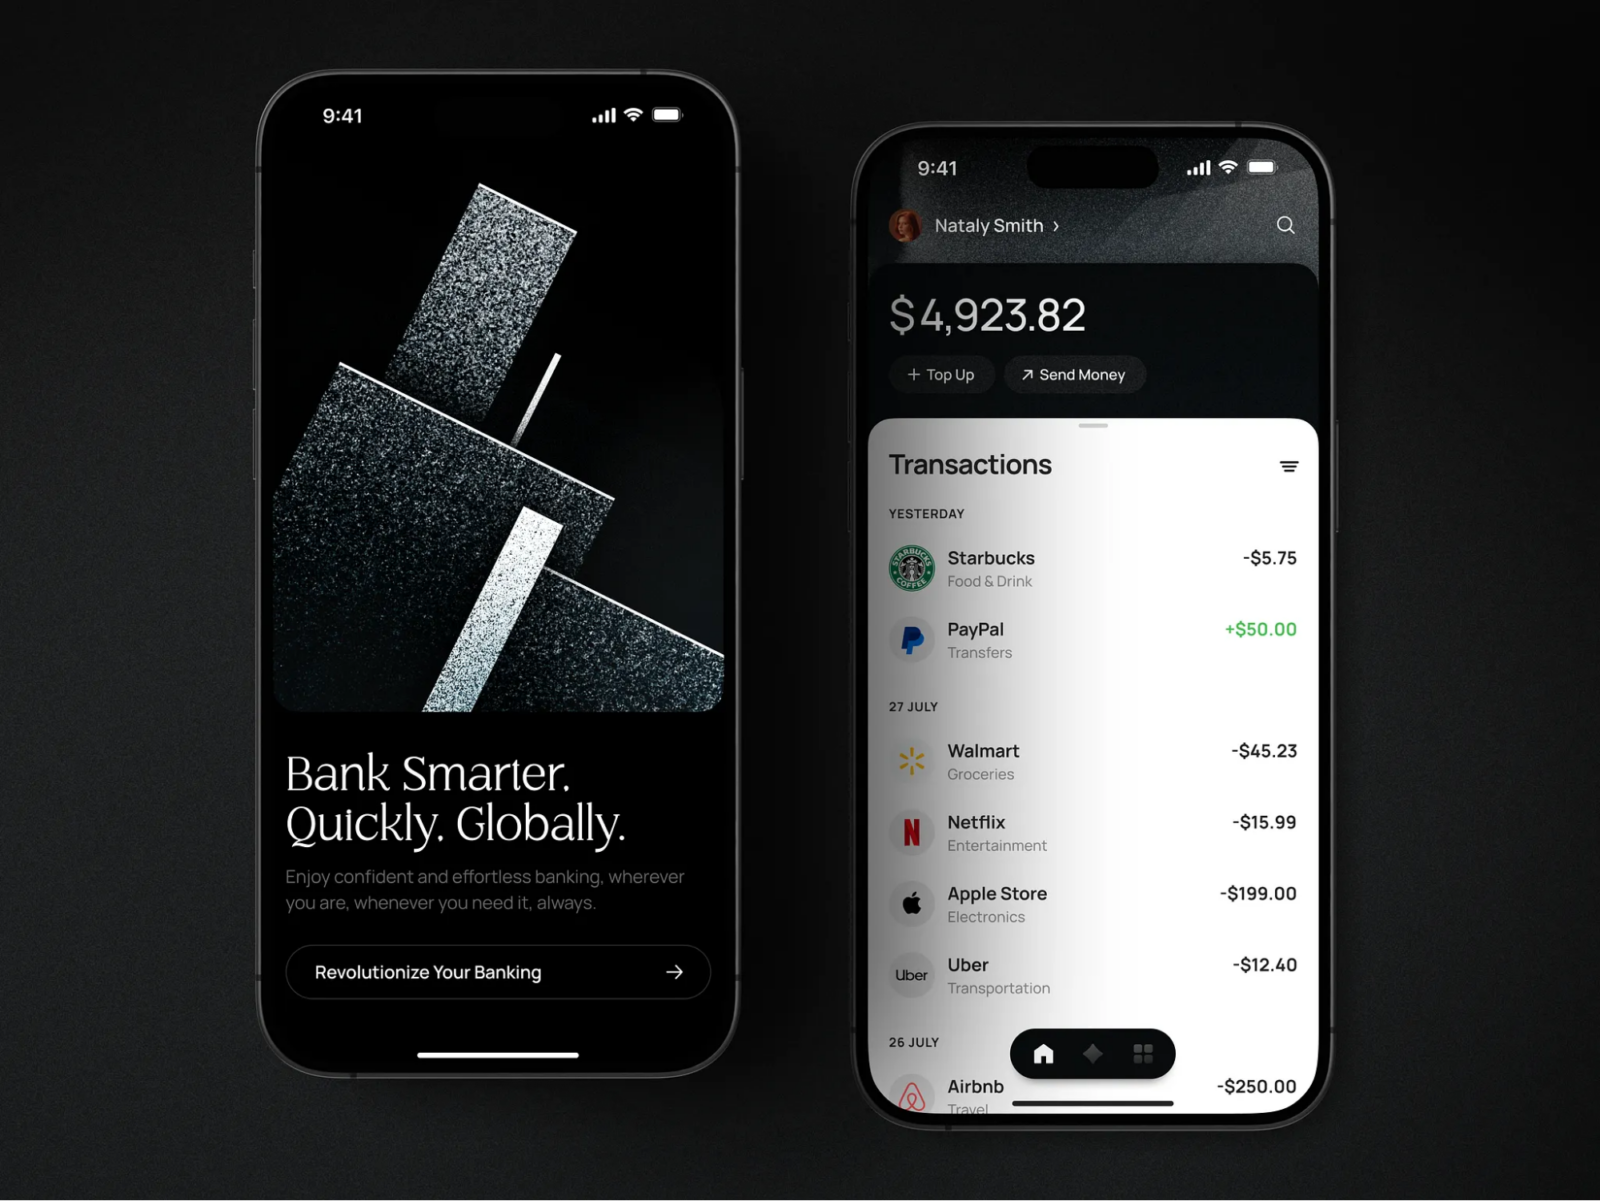 9:41
Bank Smarter.
Quickly. Globally.
Enjoy confident and effortless banking, wherever
you are, whenever you need it, always.
Revolutionize Your Banking
9:41
Nataly Smith
$4,923.82
+ Top Up
Send Money
Transactions
YESTERDAY
STARBUCKS
COFFEE
Starbucks
-$5.75
Food & Drink
PayPal
+$50.00
Transfers
27 JULY
Walmart
-$45.23
Groceries
N
Netflix
-$15.99
Entertainment
Apple Store
-$199.00
Electronics
Uber
Uber
-$12.40
Transportation
26 JULY
Airbnb
-$250.00
Travel